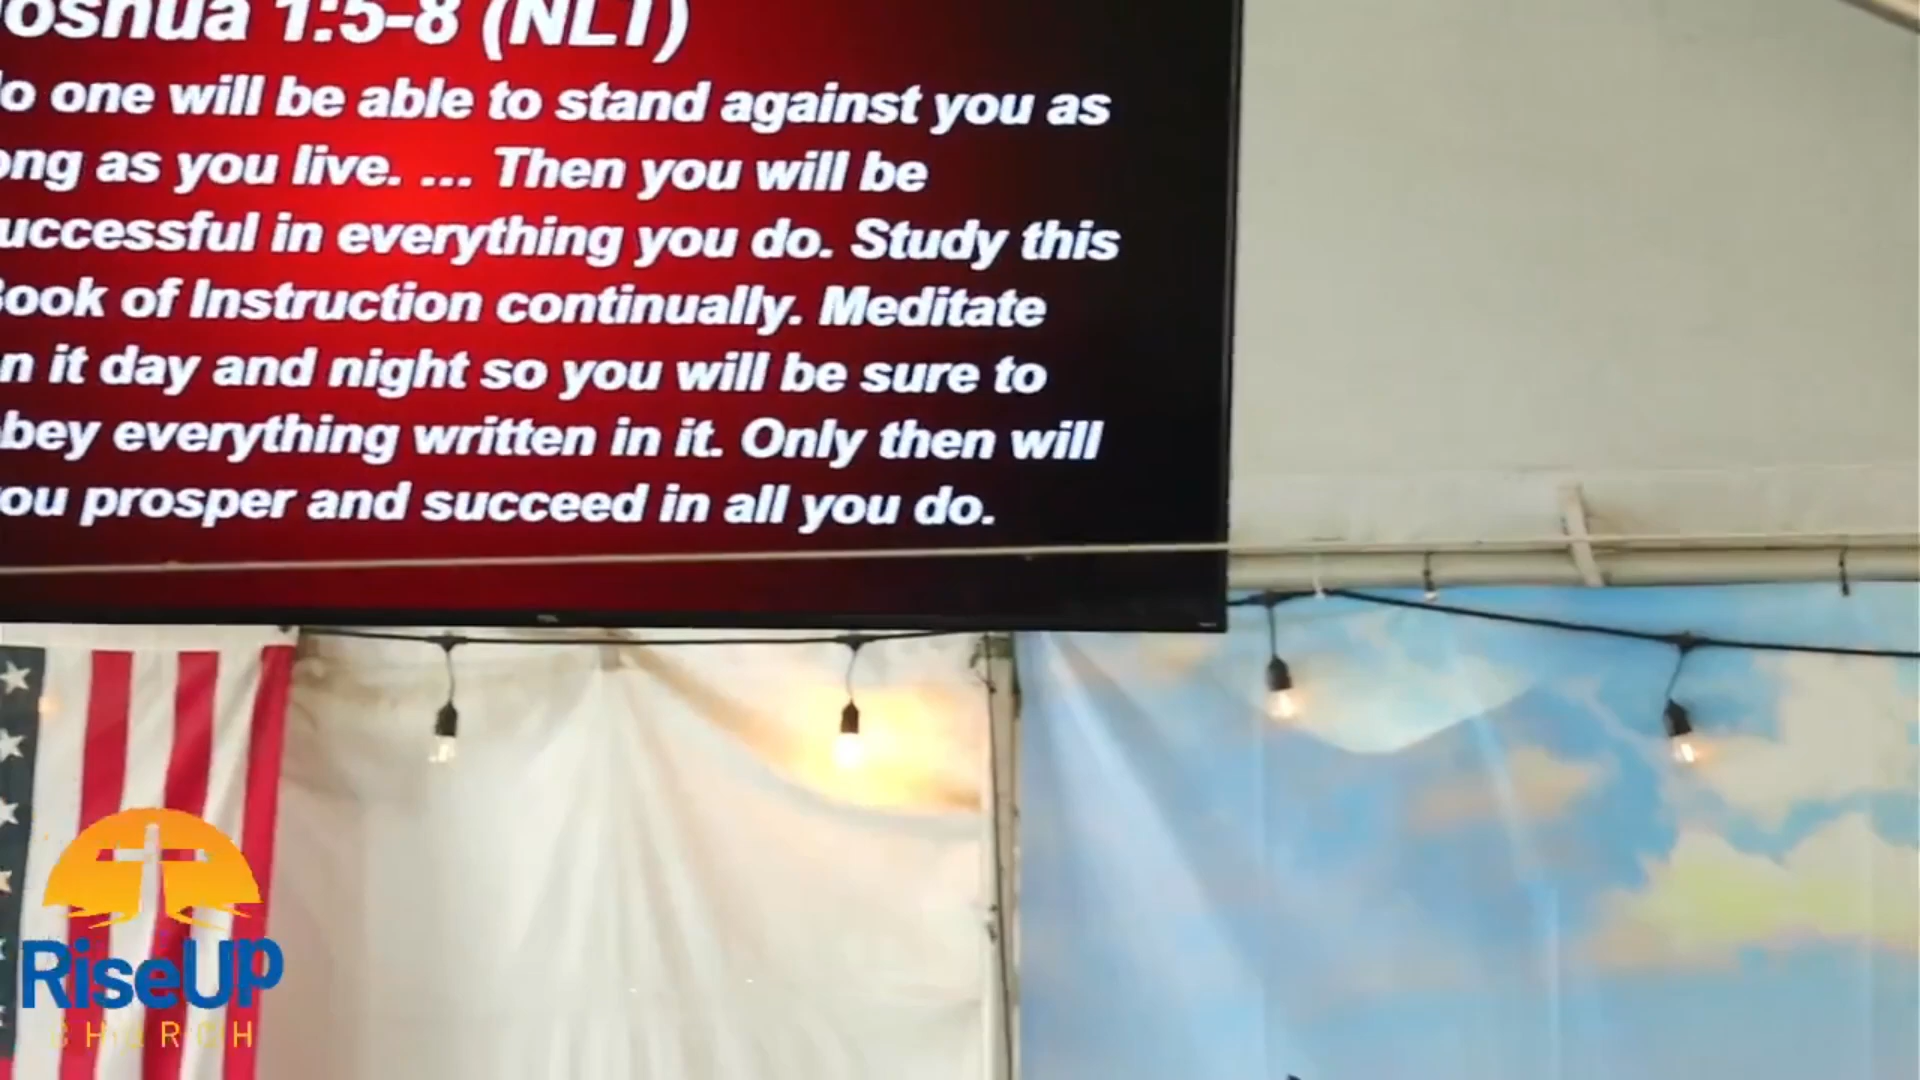 oshua 1:5-8 (NLT)
o one will be able to stand against you as
ong as you live. ... Then you will be
uccessful in everything you do. Study this
ook of Instruction continually. Meditate
n it day and night so you will be sure to
bey everything written in it. Only then will
ou prosper and succeed in all you do.
RiseUp
CHURCH